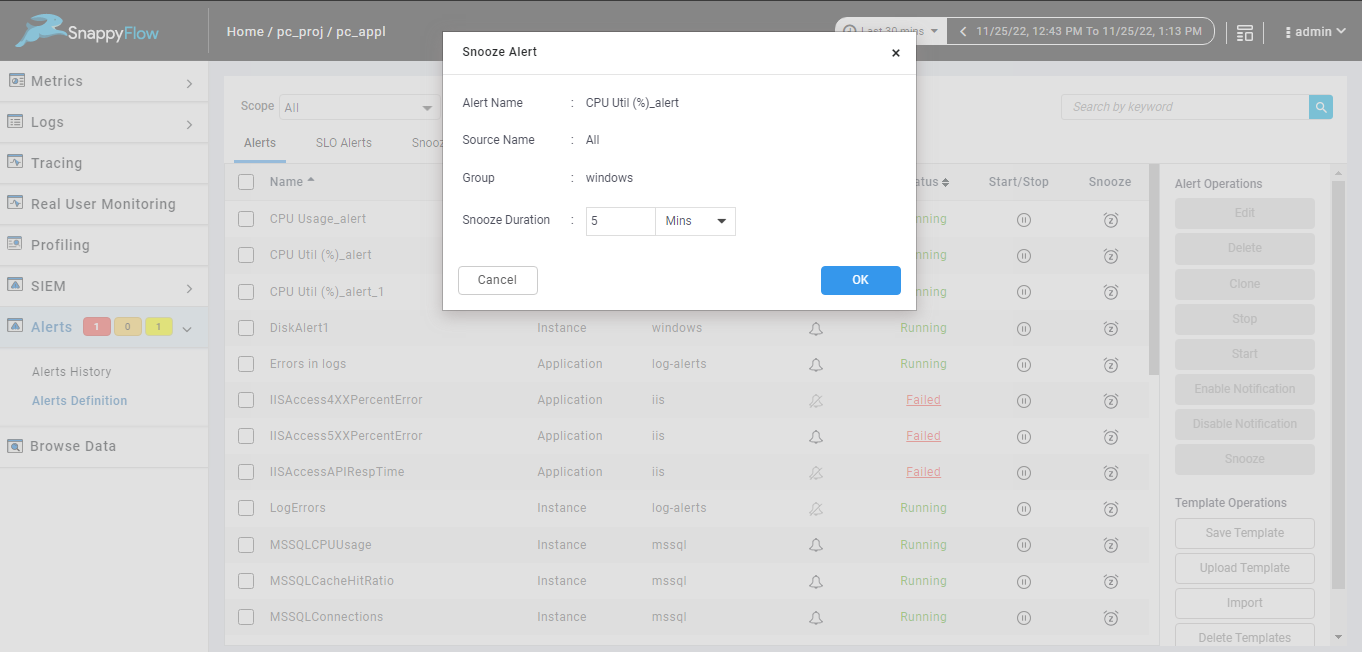 SnappyFlow
Home / pc_proj / pc_appl
Last 30 mins
11/25/22, 12:43 PM To 11/25/22, 1:13 PM
admin
Metrics
Logs
Tracing
Real User Monitoring
Profiling
SIEM
Alerts 1 0 1
Alerts History
Alerts Definition
Browse Data
Scope All
Search by keyword
Alerts SLO Alerts Snooz
Snooze Alert ×
Alert Name : CPU Util (%)_alert
Source Name : All
Group : windows
Snooze Duration : 5 Mins
Cancel OK
Name atus Start/Stop Snooze
CPU Usage_alert nning
CPU Util (%)_alert nning
CPU Util (%)_alert_1 nning
DiskAlert1 Instance windows Running
Errors in logs Application log-alerts Running
IISAccess4XXPercentError Application iis Failed
IISAccess5XXPercentError Application iis Failed
IISAccessAPIRespTime Application iis Failed
LogErrors Instance log-alerts Running
MSSQLCPUUsage Instance mssql Running
MSSQLCacheHitRatio Instance mssql Running
MSSQLConnections Instance mssql Running
Alert Operations
Edit
Delete
Clone
Stop
Start
Enable Notification
Disable Notification
Snooze
Template Operations
Save Template
Upload Template
Import
Delete Templates